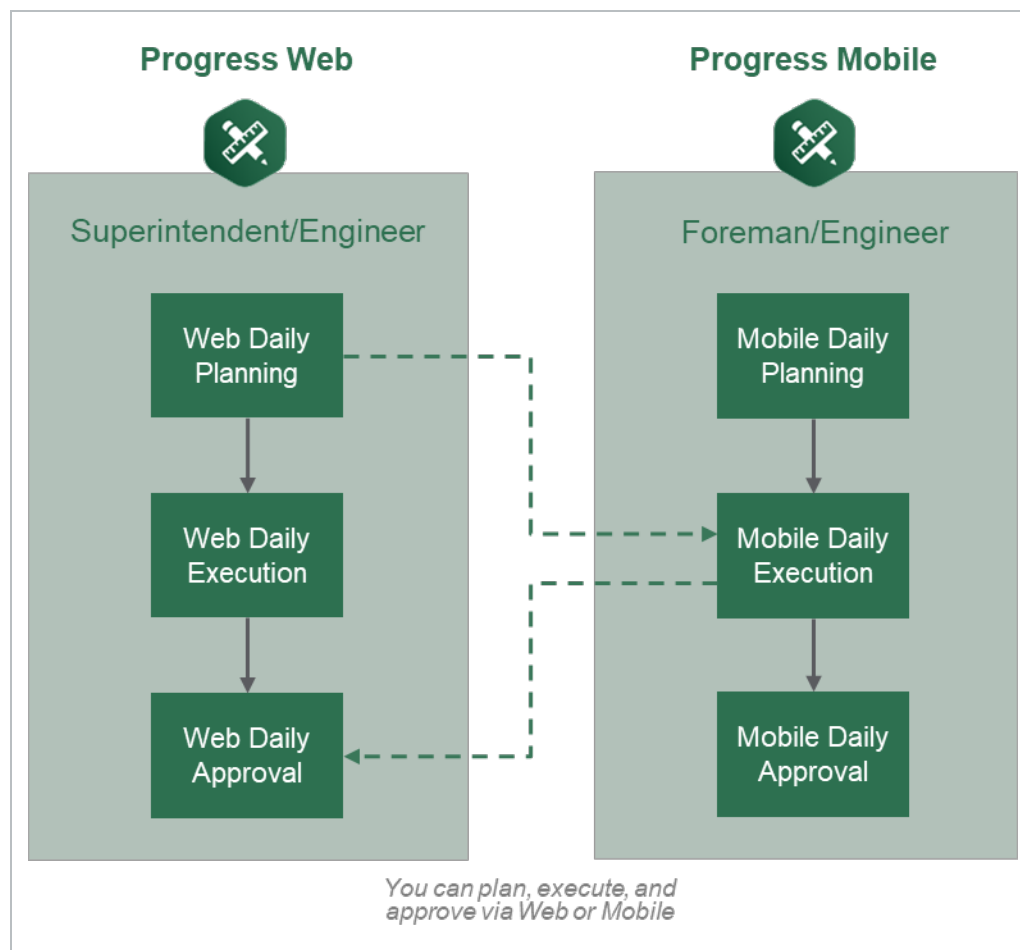 Progress Web
Progress Mobile
Superintendent/Engineer
Foreman/Engineer
Web Daily
Planning
Mobile Daily
Planning
Web Daily
Execution
Mobile Daily
Execution
Web Daily
Approval
Mobile Daily
Approval
You can plan, execute, and
approve via Web or Mobile